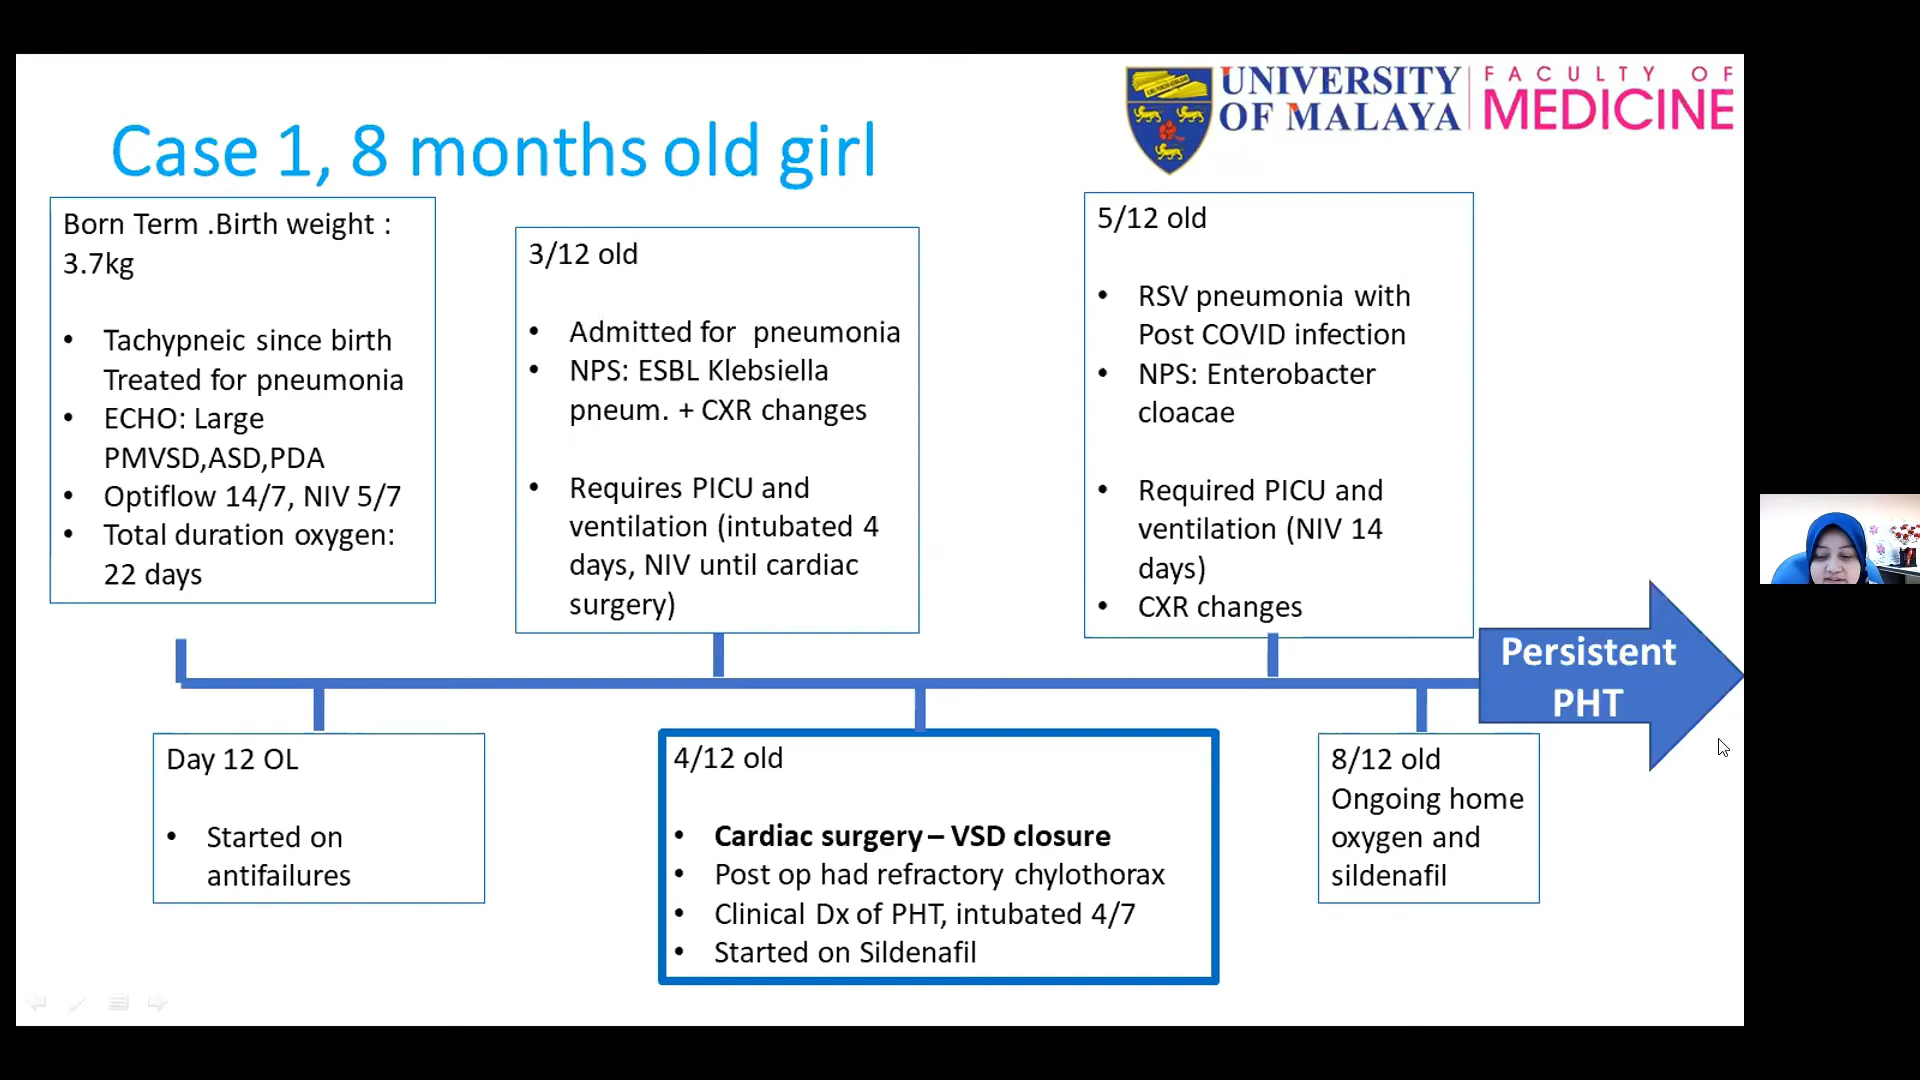 UNIVERSITY
OF MALAYA
FACULTY OF
MEDICINE
Case 1, 8 months old girl
Born Term .Birth weight :
3.7kg
• Tachypneic since birth
Treated for pneumonia
• ECHO: Large
PMVSD,ASD,PDA
• Optiflow 14/7, NIV 5/7
• Total duration oxygen:
22 days
3/12 old
• Admitted for pneumonia
• NPS: ESBL Klebsiella
pneum. + CXR changes
• Requires PICU and
ventilation (intubated 4
days, NIV until cardiac
surgery)
5/12 old
• RSV pneumonia with
Post COVID infection
• NPS: Enterobacter
cloacae
• Required PICU and
ventilation (NIV 14
days)
• CXR changes
Persistent
PHT
Day 12 OL
• Started on
antifailures
4/12 old
• Cardiac surgery – VSD closure
• Post op had refractory chylothorax
• Clinical Dx of PHT, intubated 4/7
• Started on Sildenafil
8/12 old
Ongoing home
oxygen and
sildenafil